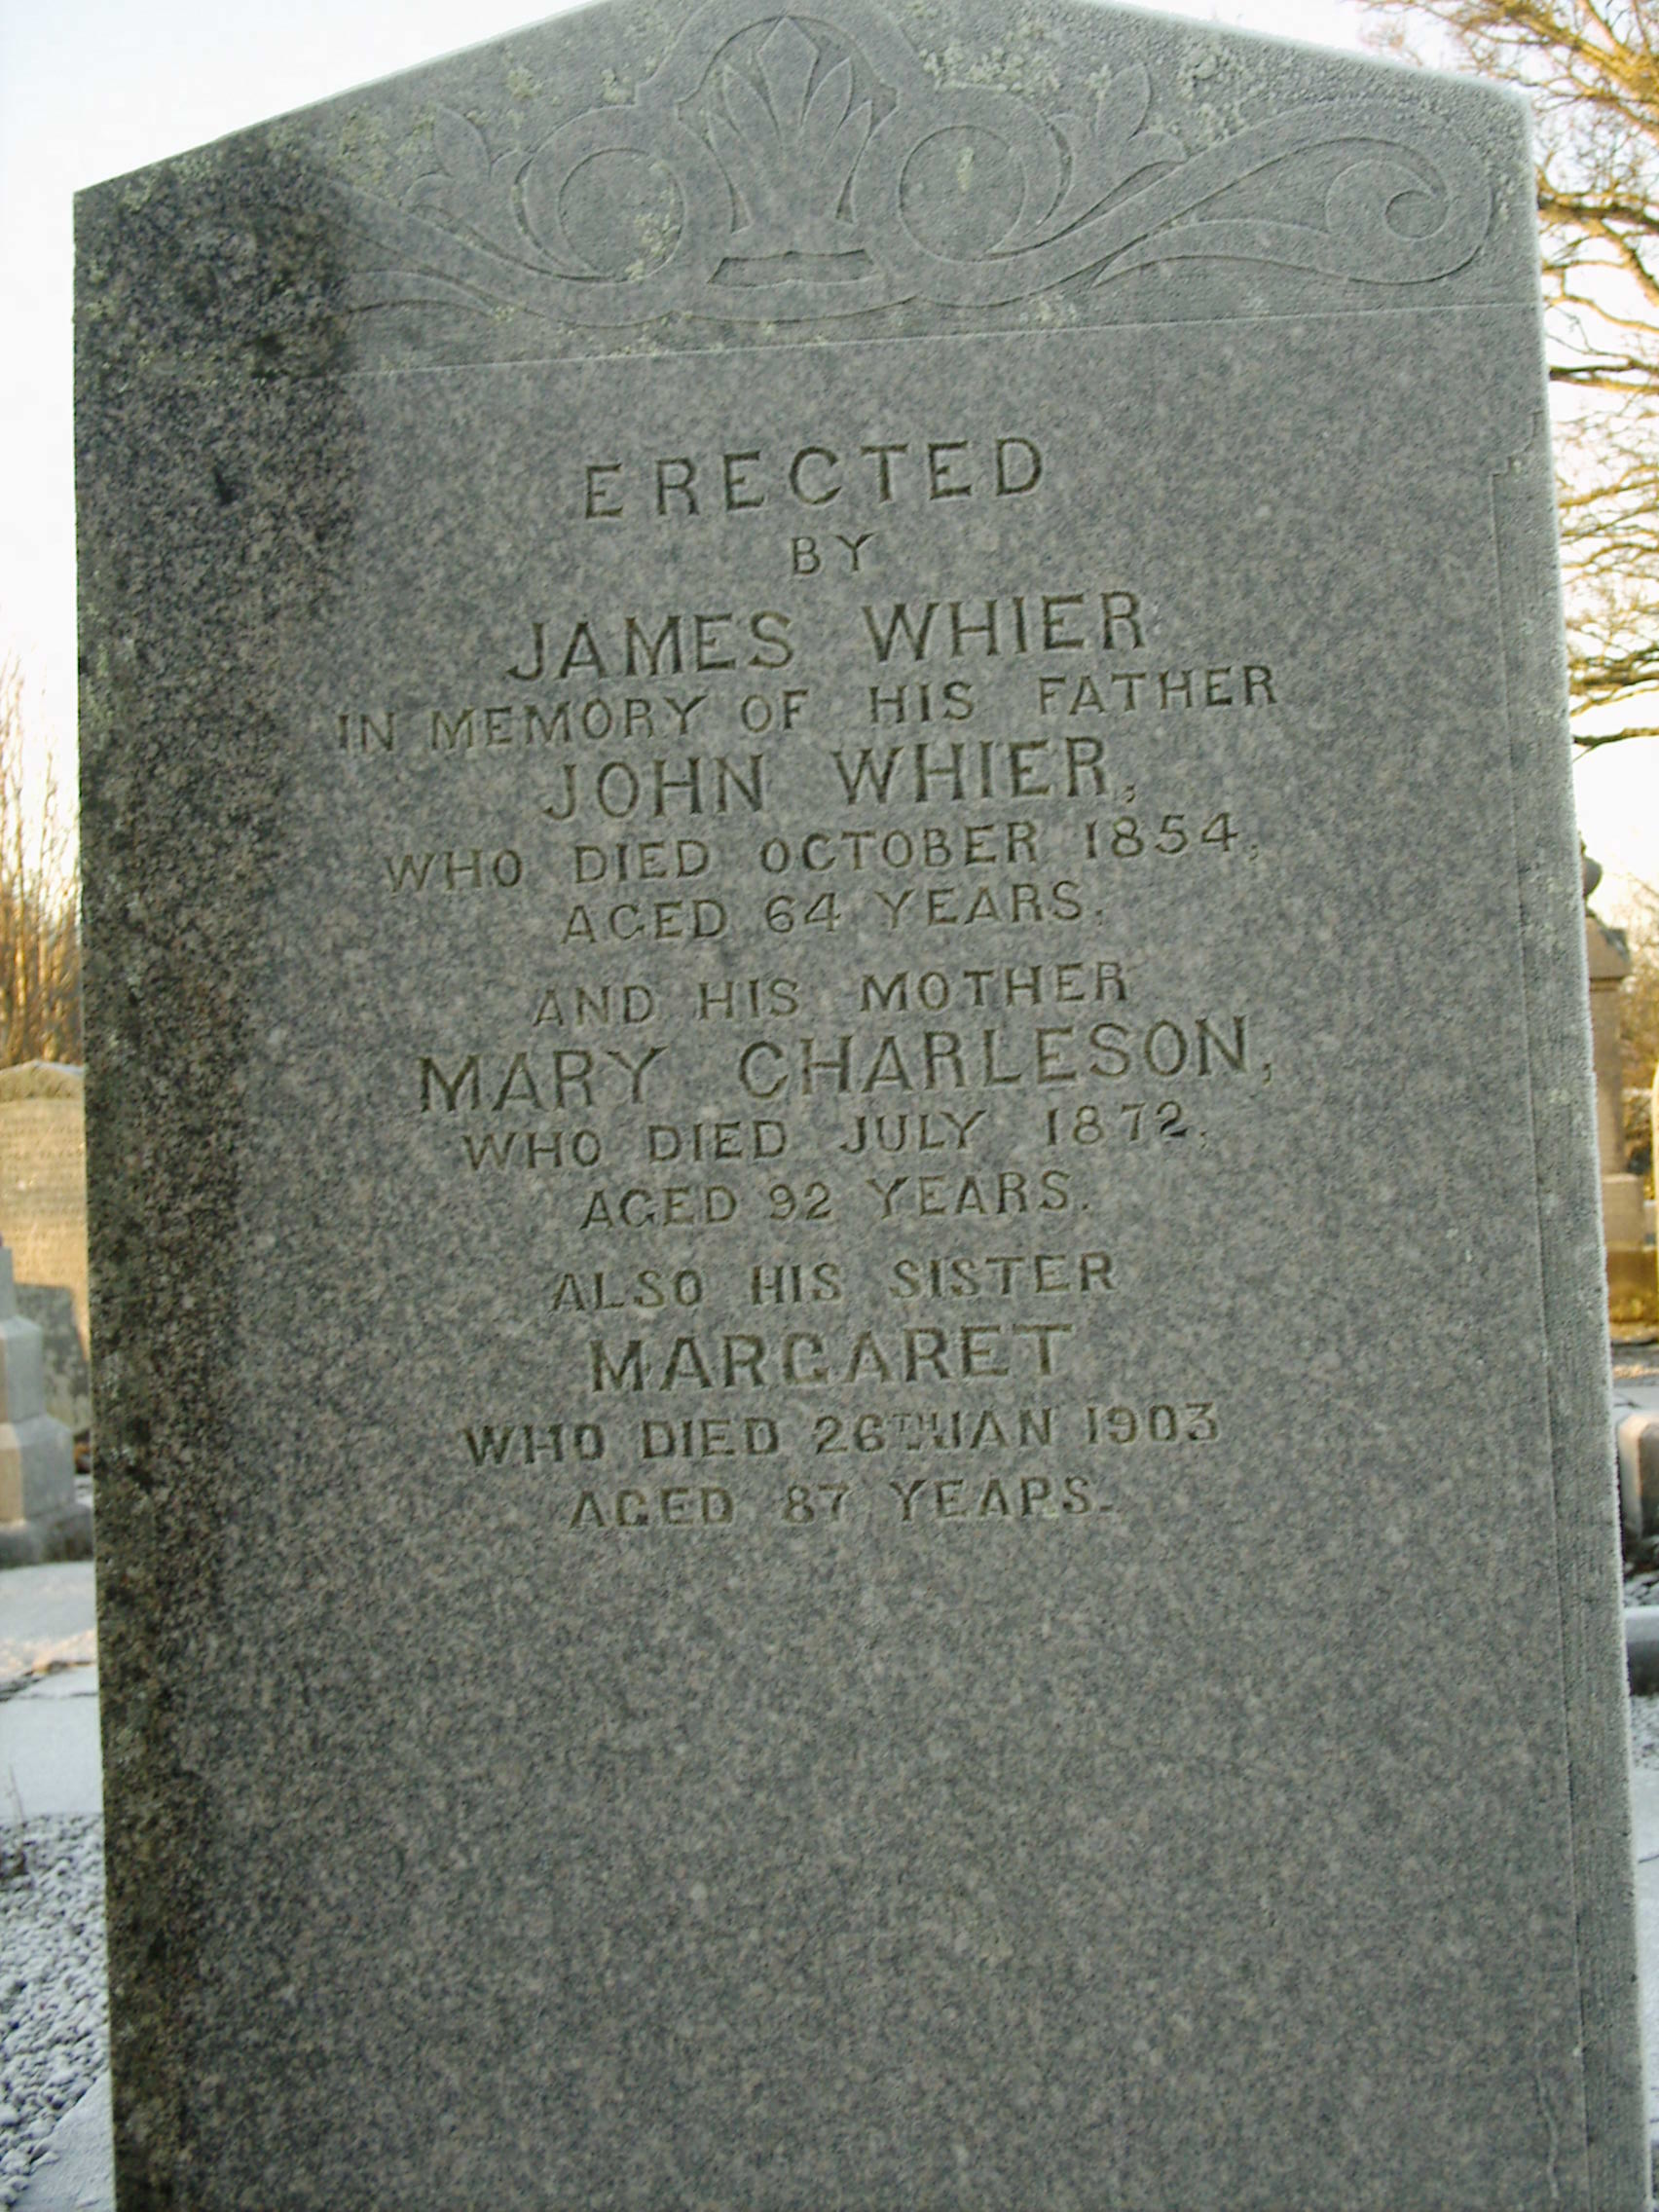 ERECTED
BY
JAMES WHIER
IN MEMORY OF HIS FATHER
JOHN WHIER,
WHO DIED OCTOBER 1854,
AGED 64 YEARS,
AND HIS MOTHER
MARY CHARLESON,
WHO DIED JULY 1872,
AGED 92 YEARS.
ALSO HIS SISTER
MARGARET
WHO DIED 26TH JAN 1903
AGED 87 YEARS.